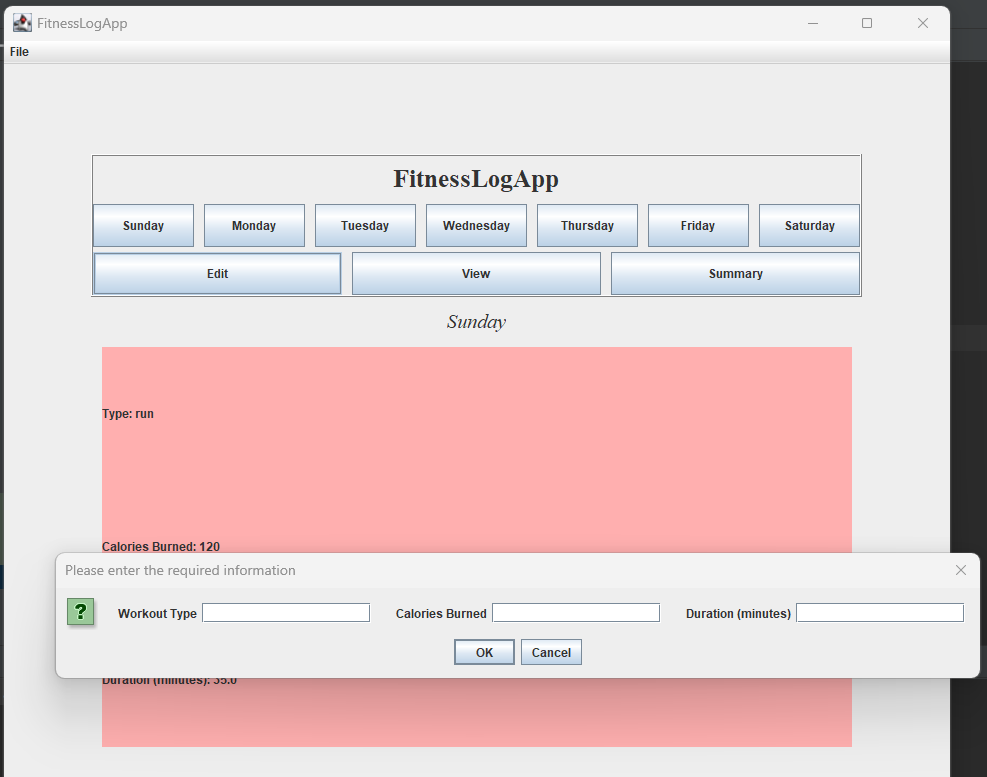 FitnessLogApp
File
FitnessLogApp
Sunday Monday Tuesday Wednesday Thursday Friday Saturday
Edit View Summary
Sunday
Type: run
Calories Burned: 120
Please enter the required information
? Workout Type Calories Burned Duration (minutes)
OK Cancel
Duration (minutes): 35.0